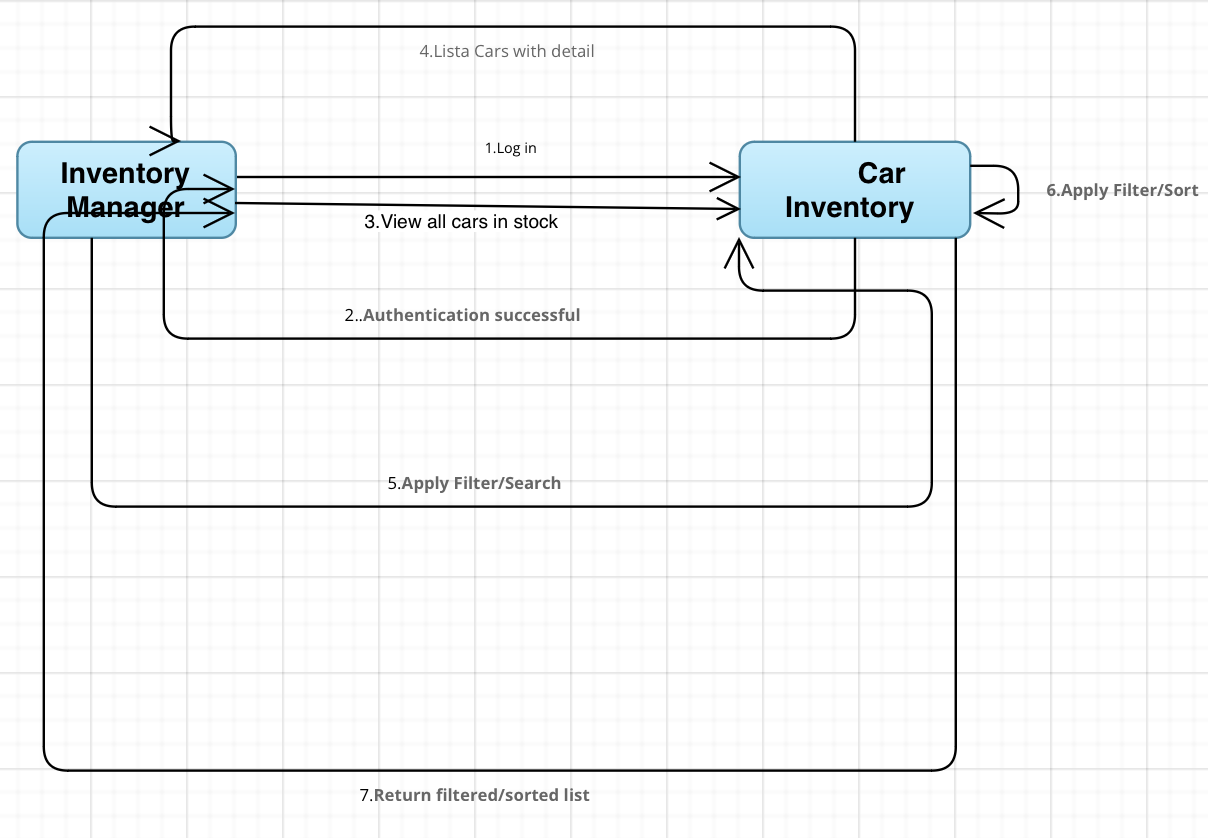 4.Lista Cars with detail
1.Log in
Inventory
Manager
Car
Inventory
6.Apply Filter/Sort
3.View all cars in stock
2..Authentication successful
5.Apply Filter/Search
7.Return filtered/sorted list